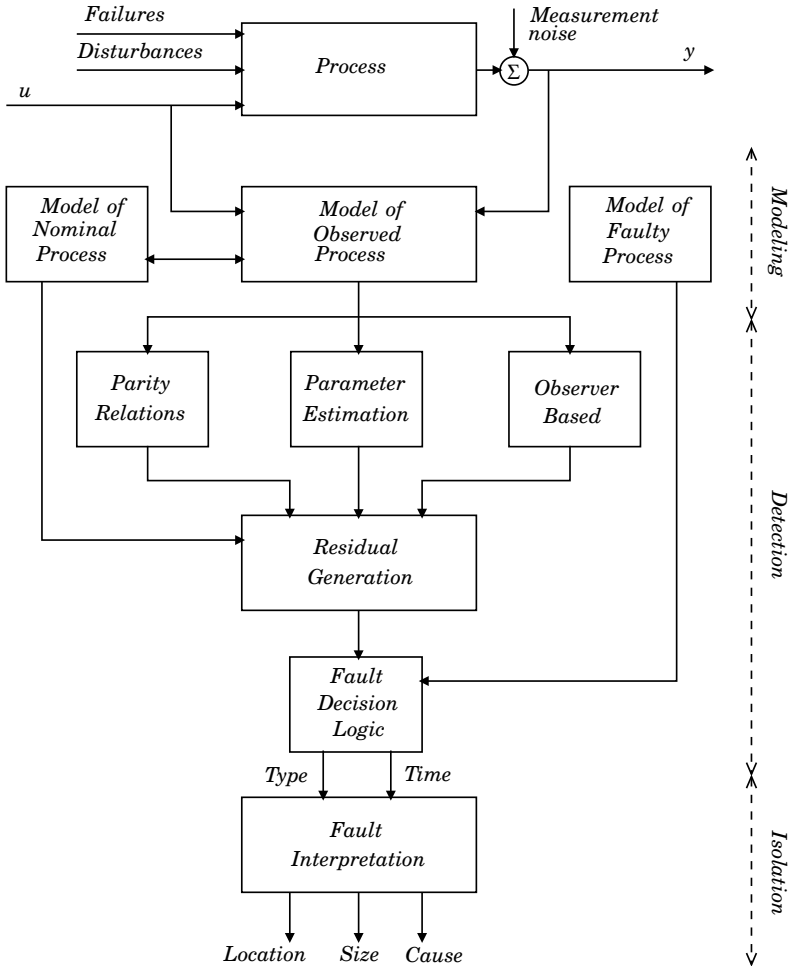 Failures
Measurement
noise
Disturbances
Process
Σ
y
u
Model of
Nominal
Process
Model of
Observed
Process
Model of
Faulty
Process
Modeling
Parity
Relations
Parameter
Estimation
Observer
Based
Detection
Residual
Generation
Fault
Decision
Logic
Type
Time
Fault
Interpretation
Isolation
Location
Size
Cause